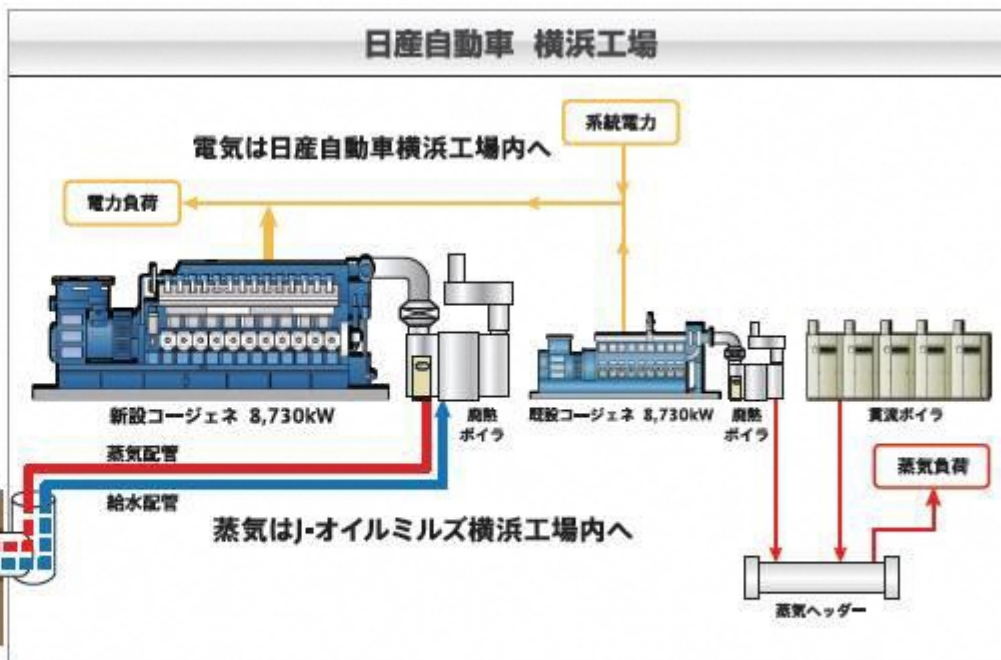 日産自動車 横浜工場
系統電力
電気は日産自動車横浜工場内へ
電力負荷
新設コージェネ 8,730kW
廃熱
ボイラ
既設コージェネ 8,730kW
廃熱
ボイラ
貫流ボイラ
蒸気配管
給水配管
蒸気負荷
蒸気はJ-オイルミルズ横浜工場内へ
蒸気ヘッダー